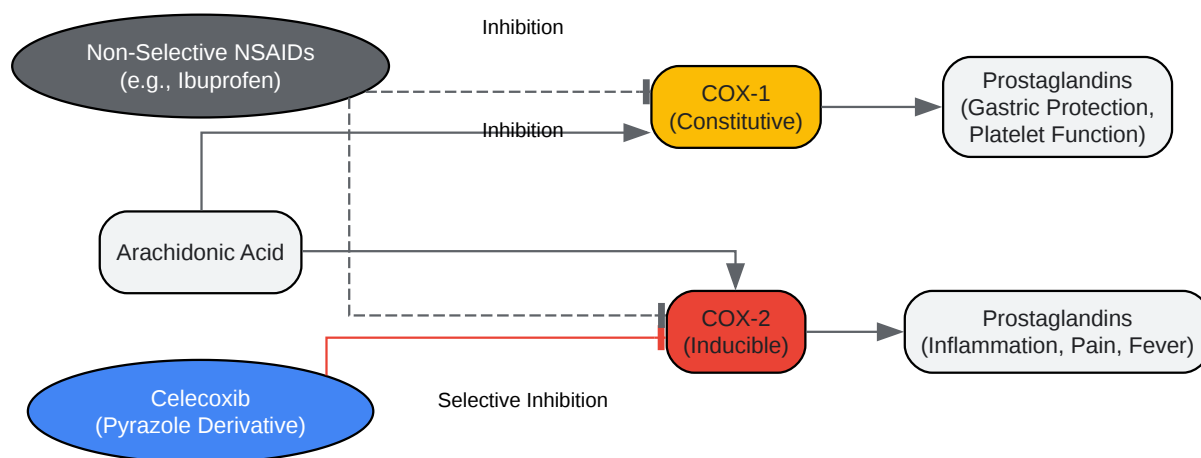 Inhibition
Non-Selective NSAIDs
(e.g., Ibuprofen)
COX-1
(Constitutive)
Prostaglandins
(Gastric Protection,
Platelet Function)
Inhibition
Arachidonic Acid
COX-2
(Inducible)
Prostaglandins
(Inflammation, Pain, Fever)
Celecoxib
(Pyrazole Derivative)
Selective Inhibition